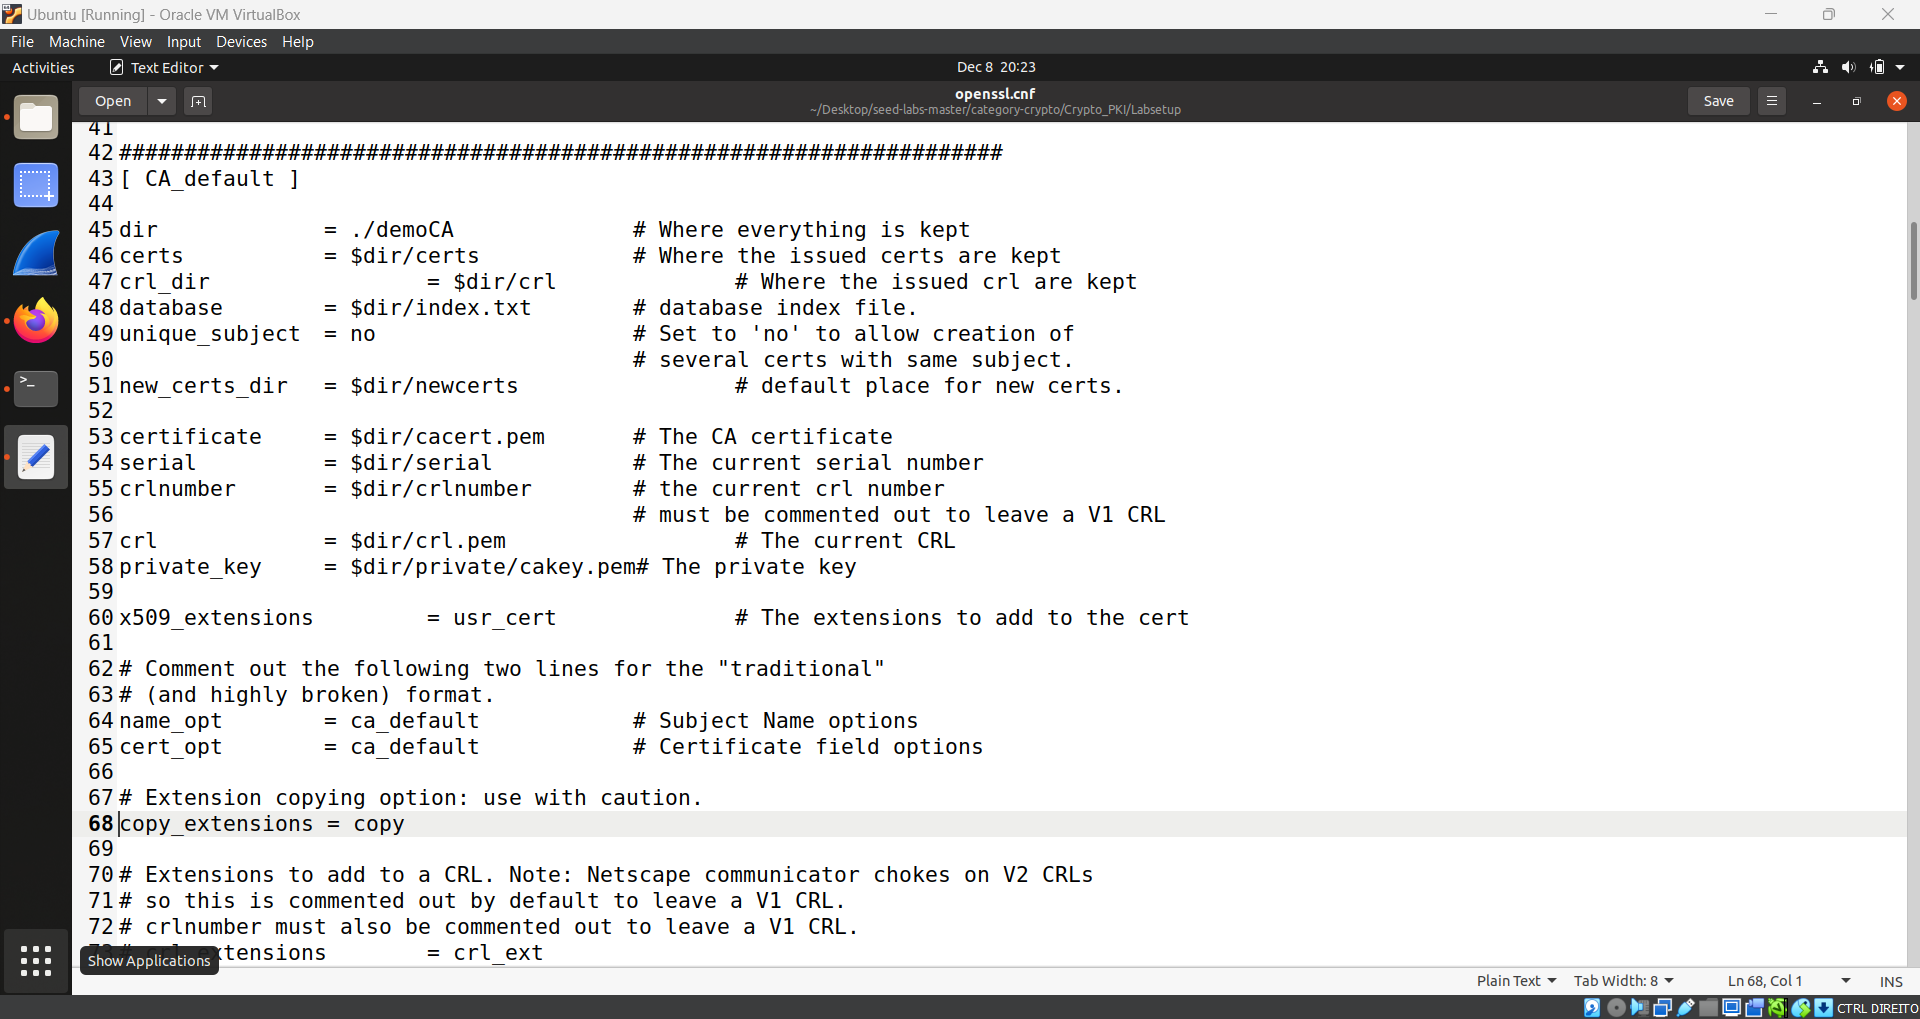 Ubuntu [Running] - Oracle VM VirtualBox
File Machine View Input Devices Help
Activities Text Editor Dec 8 20:23
Open openssl.cnf Save
~/Desktop/seed-labs-master/category-crypto/Crypto_PKI/Labsetup
41
42 ####################################################################
43 [ CA_default ]
44
45 dir = ./demoCA # Where everything is kept
46 certs = $dir/certs # Where the issued certs are kept
47 crl_dir = $dir/crl # Where the issued crl are kept
48 database = $dir/index.txt # database index file.
49 unique_subject = no # Set to 'no' to allow creation of
50 # several certs with same subject.
51 new_certs_dir = $dir/newcerts # default place for new certs.
52
53 certificate = $dir/cacert.pem # The CA certificate
54 serial = $dir/serial # The current serial number
55 crlnumber = $dir/crlnumber # the current crl number
56 # must be commented out to leave a V1 CRL
57 crl = $dir/crl.pem # The current CRL
58 private_key = $dir/private/cakey.pem# The private key
59
60 x509_extensions = usr_cert # The extensions to add to the cert
61
62 # Comment out the following two lines for the "traditional"
63 # (and highly broken) format.
64 name_opt = ca_default # Subject Name options
65 cert_opt = ca_default # Certificate field options
66
67 # Extension copying option: use with caution.
68 copy_extensions = copy
69
70 # Extensions to add to a CRL. Note: Netscape communicator chokes on V2 CRLs
71 # so this is commented out by default to leave a V1 CRL.
72 # crlnumber must also be commented out to leave a V1 CRL.
73 # crl_extensions = crl_ext
Show Applications
Plain Text Tab Width: 8 Ln 68, Col 1 INS
CTRL DIREITO